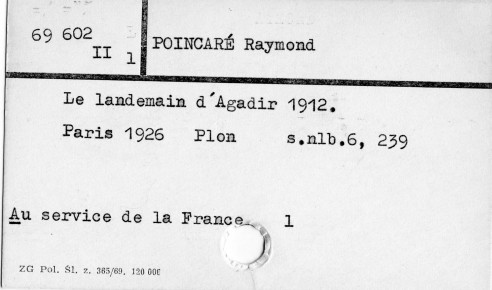 69 602
II 1
POINCARÉ Raymond
Le landemain d'Agadir 1912.
Paris 1926 Plon s.nlb.6, 239
Au service de la France. 1
ZG Pol. Śl. z. 365/69. 120 000